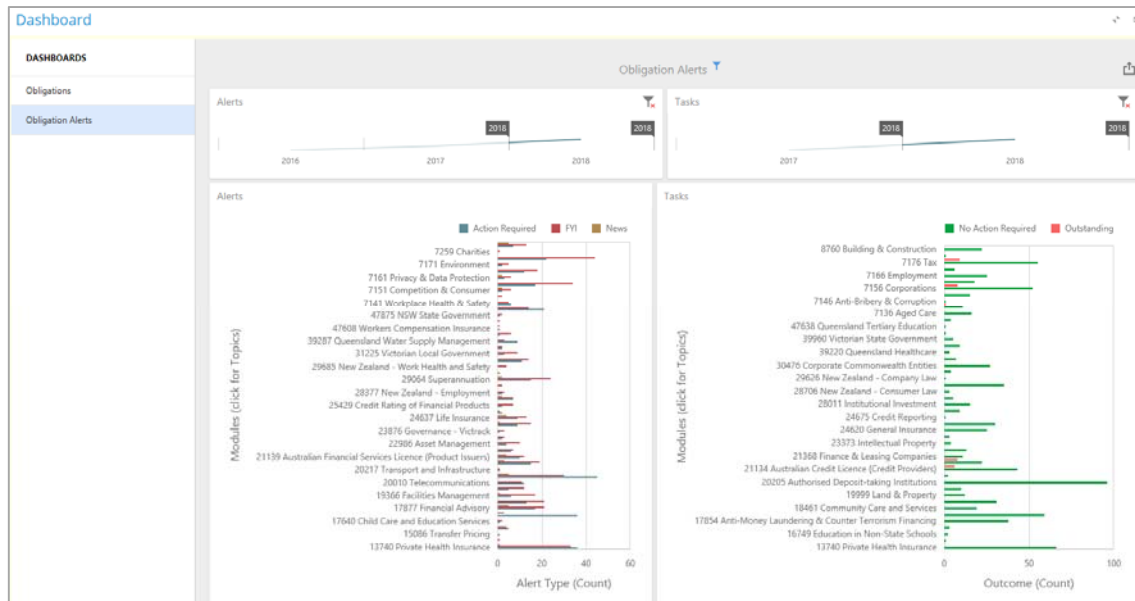 Dashboard
DASHBOARDS
Obligations
Obligation Alerts
Obligation Alerts
Alerts
2018
2018
2016
2017
2018
Tasks
2018
2018
2017
2018
Alerts
Action Required
FYI
News
Modules (click for Topics)
7259 Charities
7171 Environment
7161 Privacy & Data Protection
7151 Competition & Consumer
7141 Workplace Health & Safety
47875 NSW State Government
47608 Workers Compensation Insurance
39287 Queensland Water Supply Management
31225 Victorian Local Government
29685 New Zealand - Work Health and Safety
29064 Superannuation
28377 New Zealand - Employment
25429 Credit Rating of Financial Products
24637 Life Insurance
23876 Governance - Victrack
22986 Asset Management
21139 Australian Financial Services Licence (Product Issuers)
20217 Transport and Infrastructure
20010 Telecommunications
19366 Facilities Management
17877 Financial Advisory
17640 Child Care and Education Services
15086 Transfer Pricing
13740 Private Health Insurance
0
20
40
60
Alert Type (Count)
Tasks
No Action Required
Outstanding
Modules (click for Topics)
8760 Building & Construction
7176 Tax
7166 Employment
7156 Corporations
7146 Anti-Bribery & Corruption
7136 Aged Care
47638 Queensland Tertiary Education
39960 Victorian State Government
39220 Queensland Healthcare
30476 Corporate Commonwealth Entities
29626 New Zealand - Company Law
28706 New Zealand - Consumer Law
28011 Institutional Investment
24675 Credit Reporting
24620 General Insurance
23373 Intellectual Property
21368 Finance & Leasing Companies
21134 Australian Credit Licence (Credit Providers)
20205 Authorised Deposit-taking Institutions
19999 Land & Property
18461 Community Care and Services
17854 Anti-Money Laundering & Counter Terrorism Financing
16749 Education in Non-State Schools
13740 Private Health Insurance
0
50
100
Outcome (Count)